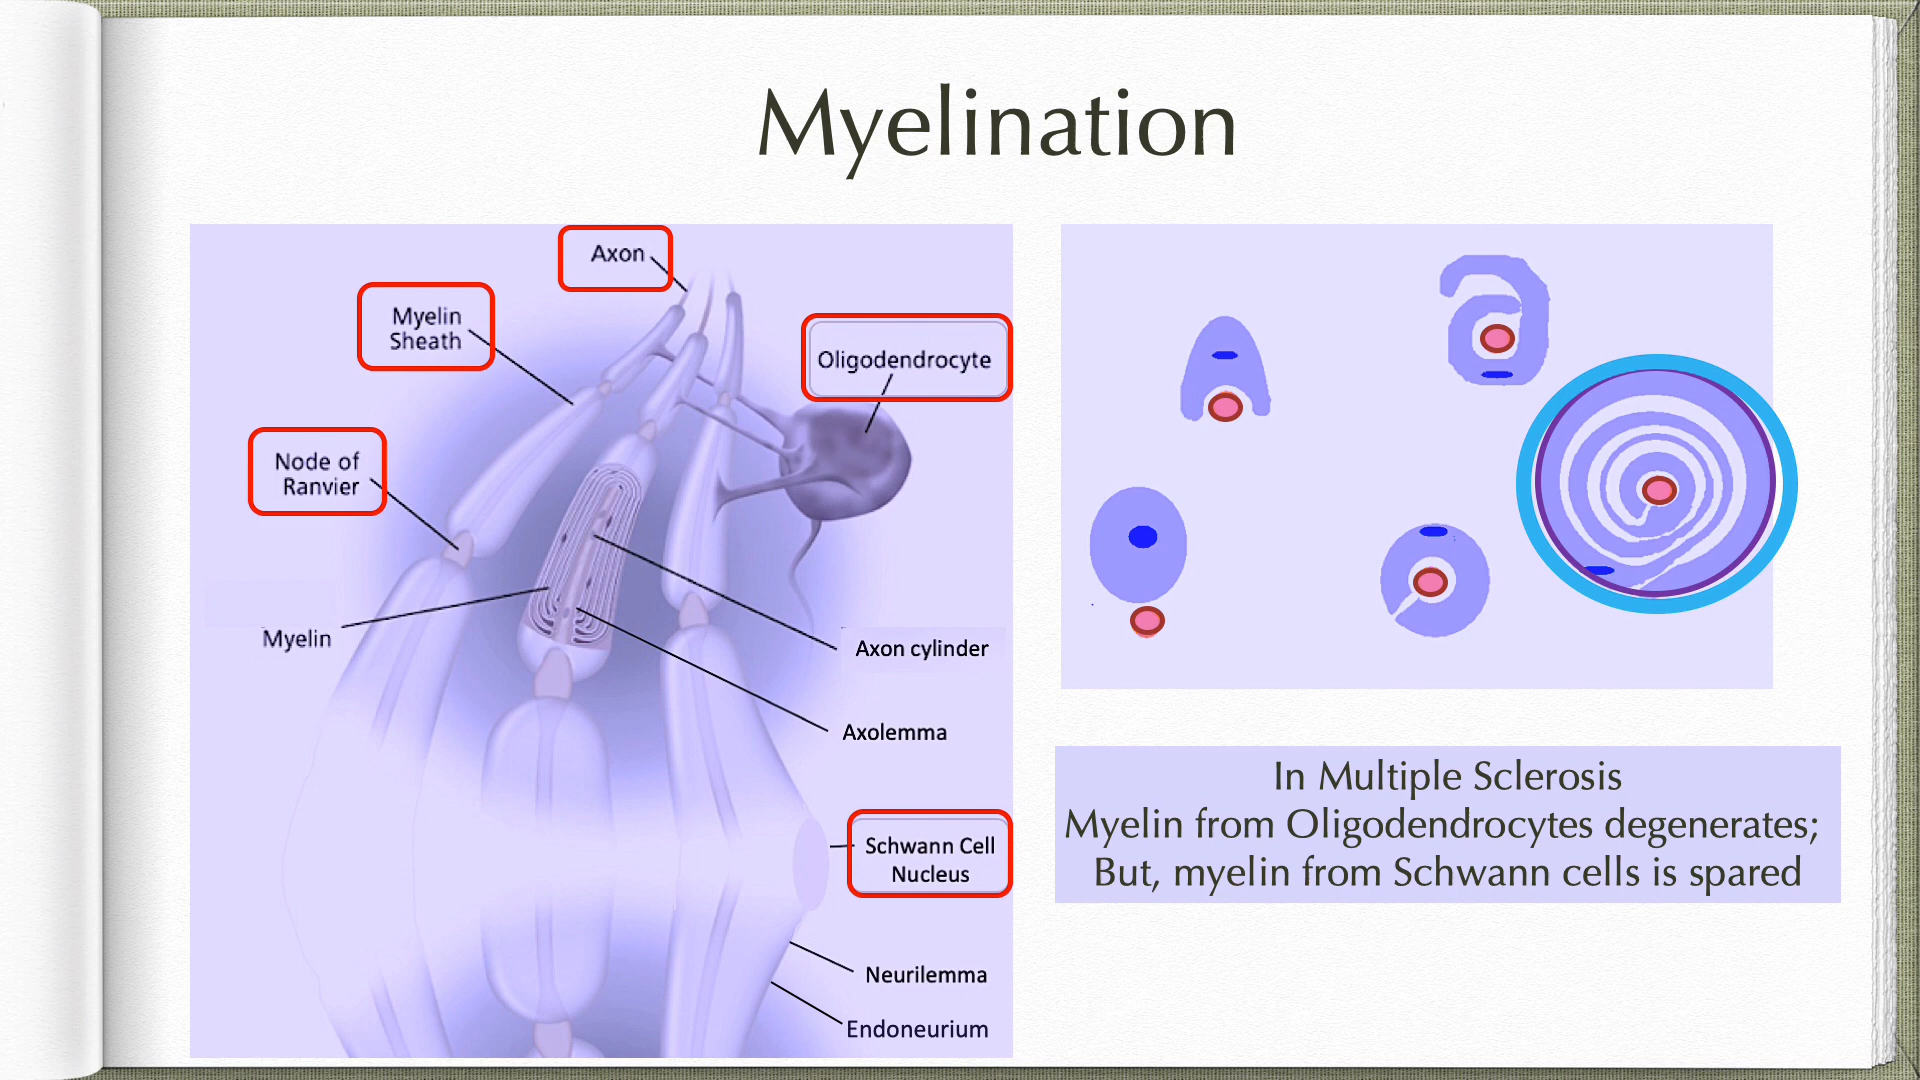 Myelination
Axon
Myelin
Sheath
Oligodendrocyte
Node of
Ranvier
Myelin
Axon cylinder
Axolemma
Schwann Cell
Nucleus
Neurilemma
Endoneurium
In Multiple Sclerosis
Myelin from Oligodendrocytes degenerates;
But, myelin from Schwann cells is spared